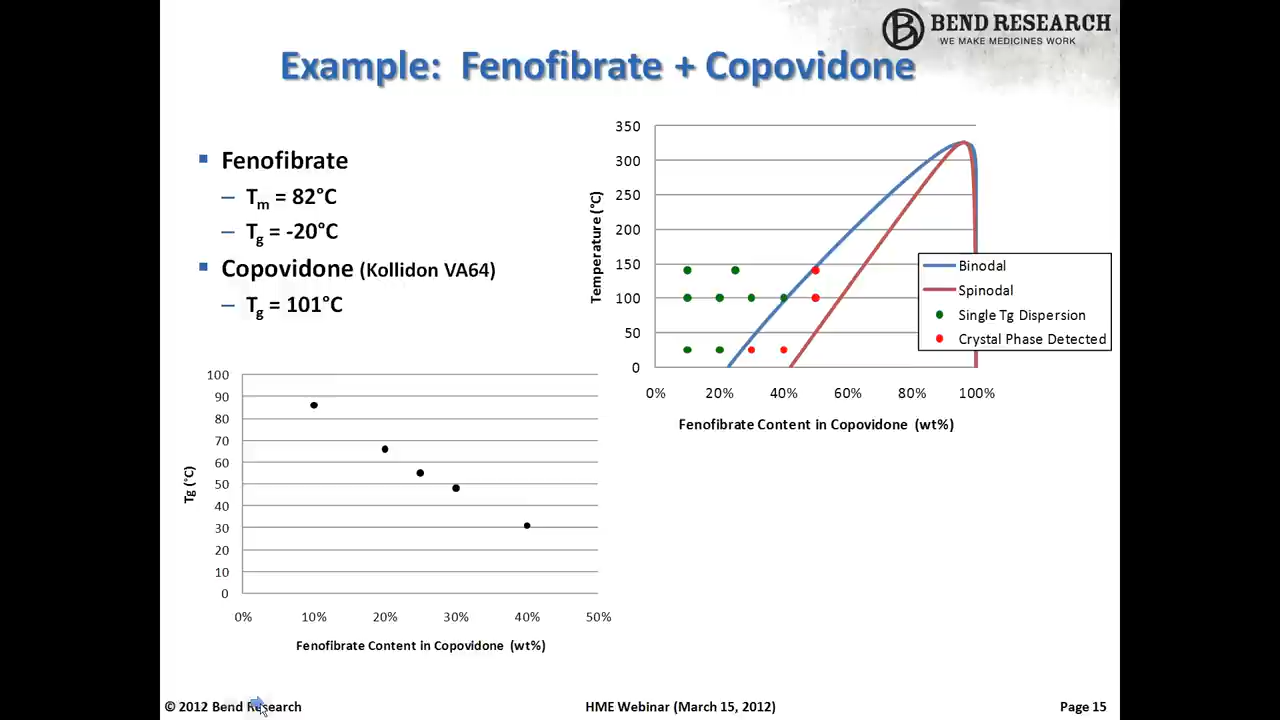 BEND RESEARCH
WE MAKE MEDICINES WORK
Example: Fenofibrate + Copovidone
▪ Fenofibrate
– Tm = 82°C
– Tg = -20°C
▪ Copovidone (Kollidon VA64)
– Tg = 101°C
350
300
250
200
150
100
50
0
Temperature (°C)
0% 20% 40% 60% 80% 100%
Fenofibrate Content in Copovidone (wt%)
Binodal
Spinodal
Single Tg Dispersion
Crystal Phase Detected
100
90
80
70
60
50
40
30
20
10
0
Tg (°C)
0% 10% 20% 30% 40% 50%
Fenofibrate Content in Copovidone (wt%)
© 2012 Bend Research
HME Webinar (March 15, 2012)
Page 15